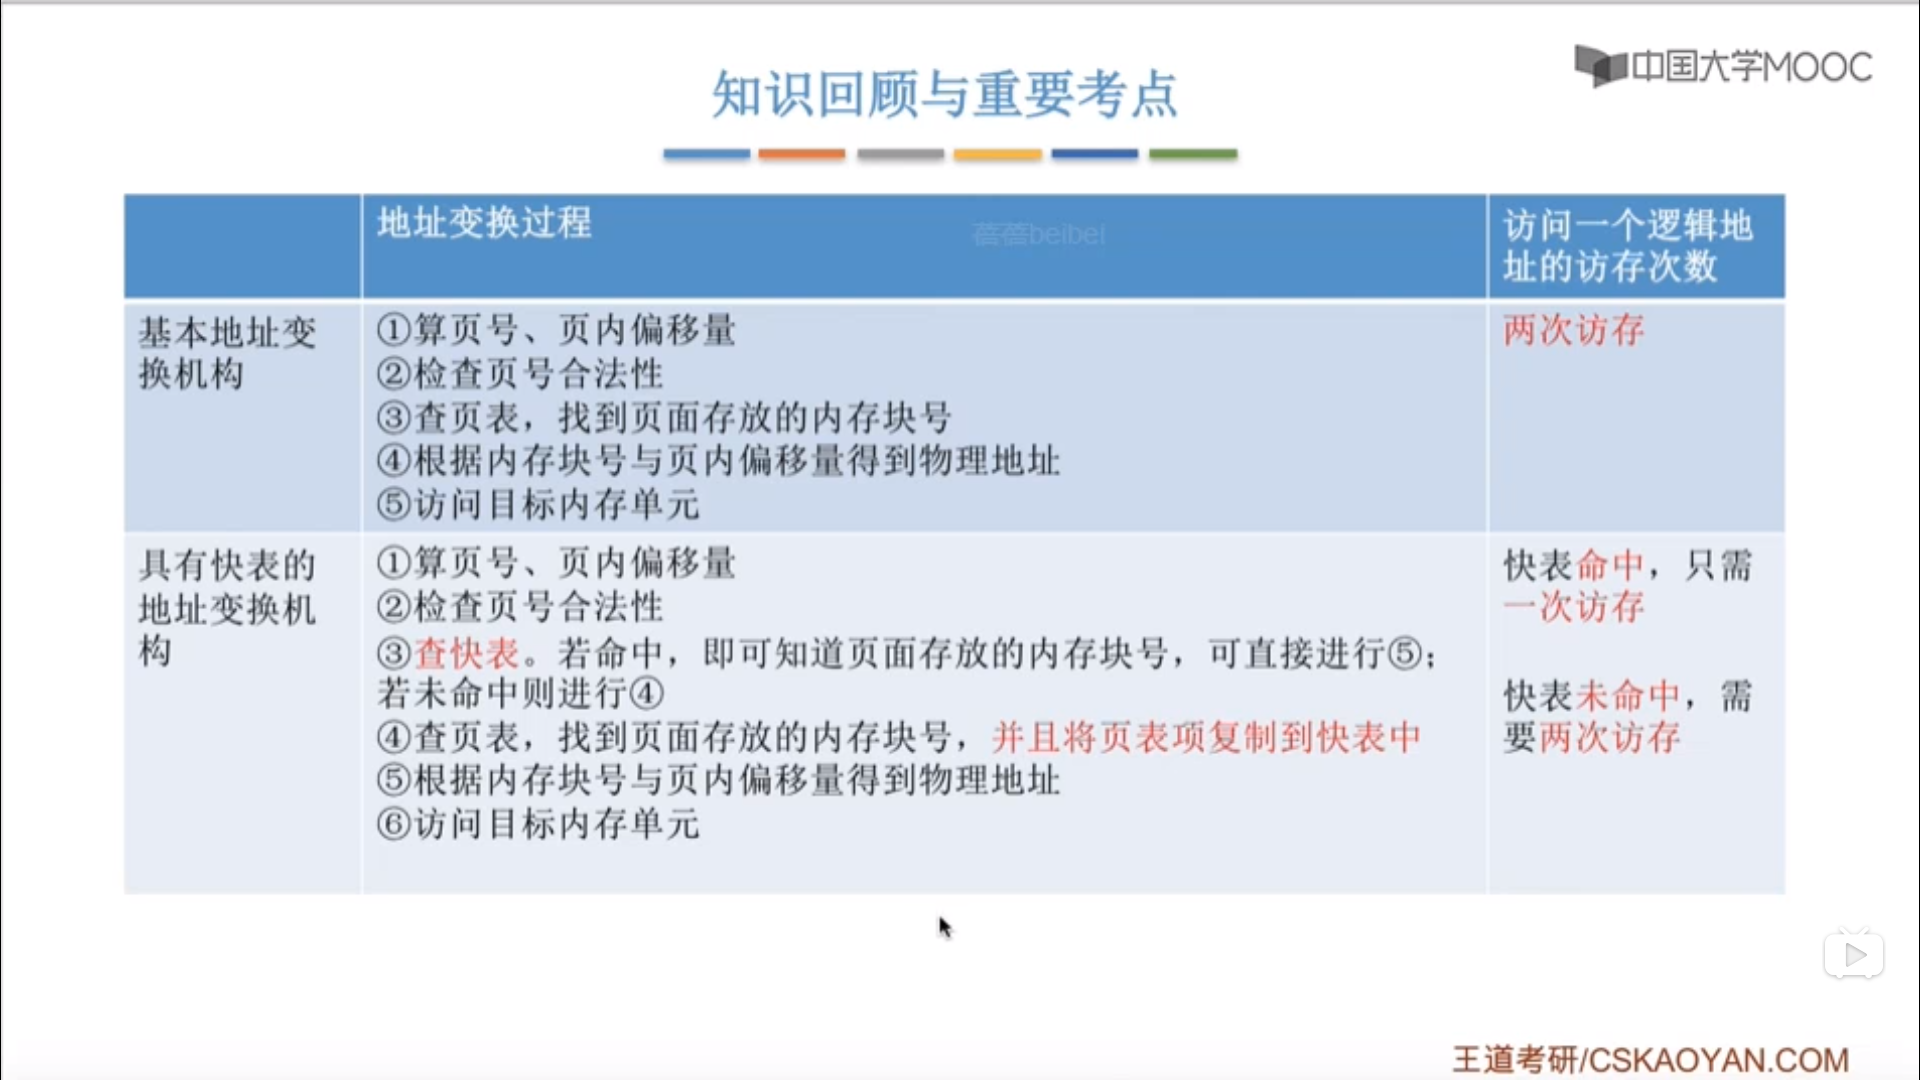 中国大学MOOC
知识回顾与重要考点
地址变换过程
蓓蓓beibei
访问一个逻辑地
址的访存次数
基本地址变
换机构
①算页号、页内偏移量
②检查页号合法性
③查页表，找到页面存放的内存块号
④根据内存块号与页内偏移量得到物理地址
⑤访问目标内存单元
两次访存
具有快表的
地址变换机
构
①算页号、页内偏移量
②检查页号合法性
③查快表。若命中，即可知道页面存放的内存块号，可直接进行⑤；
若未命中则进行④
④查页表，找到页面存放的内存块号，并且将页表项复制到快表中
⑤根据内存块号与页内偏移量得到物理地址
⑥访问目标内存单元
快表命中，只需
一次访存
快表未命中，需
要两次访存
王道考研/CSKAOYAN.COM